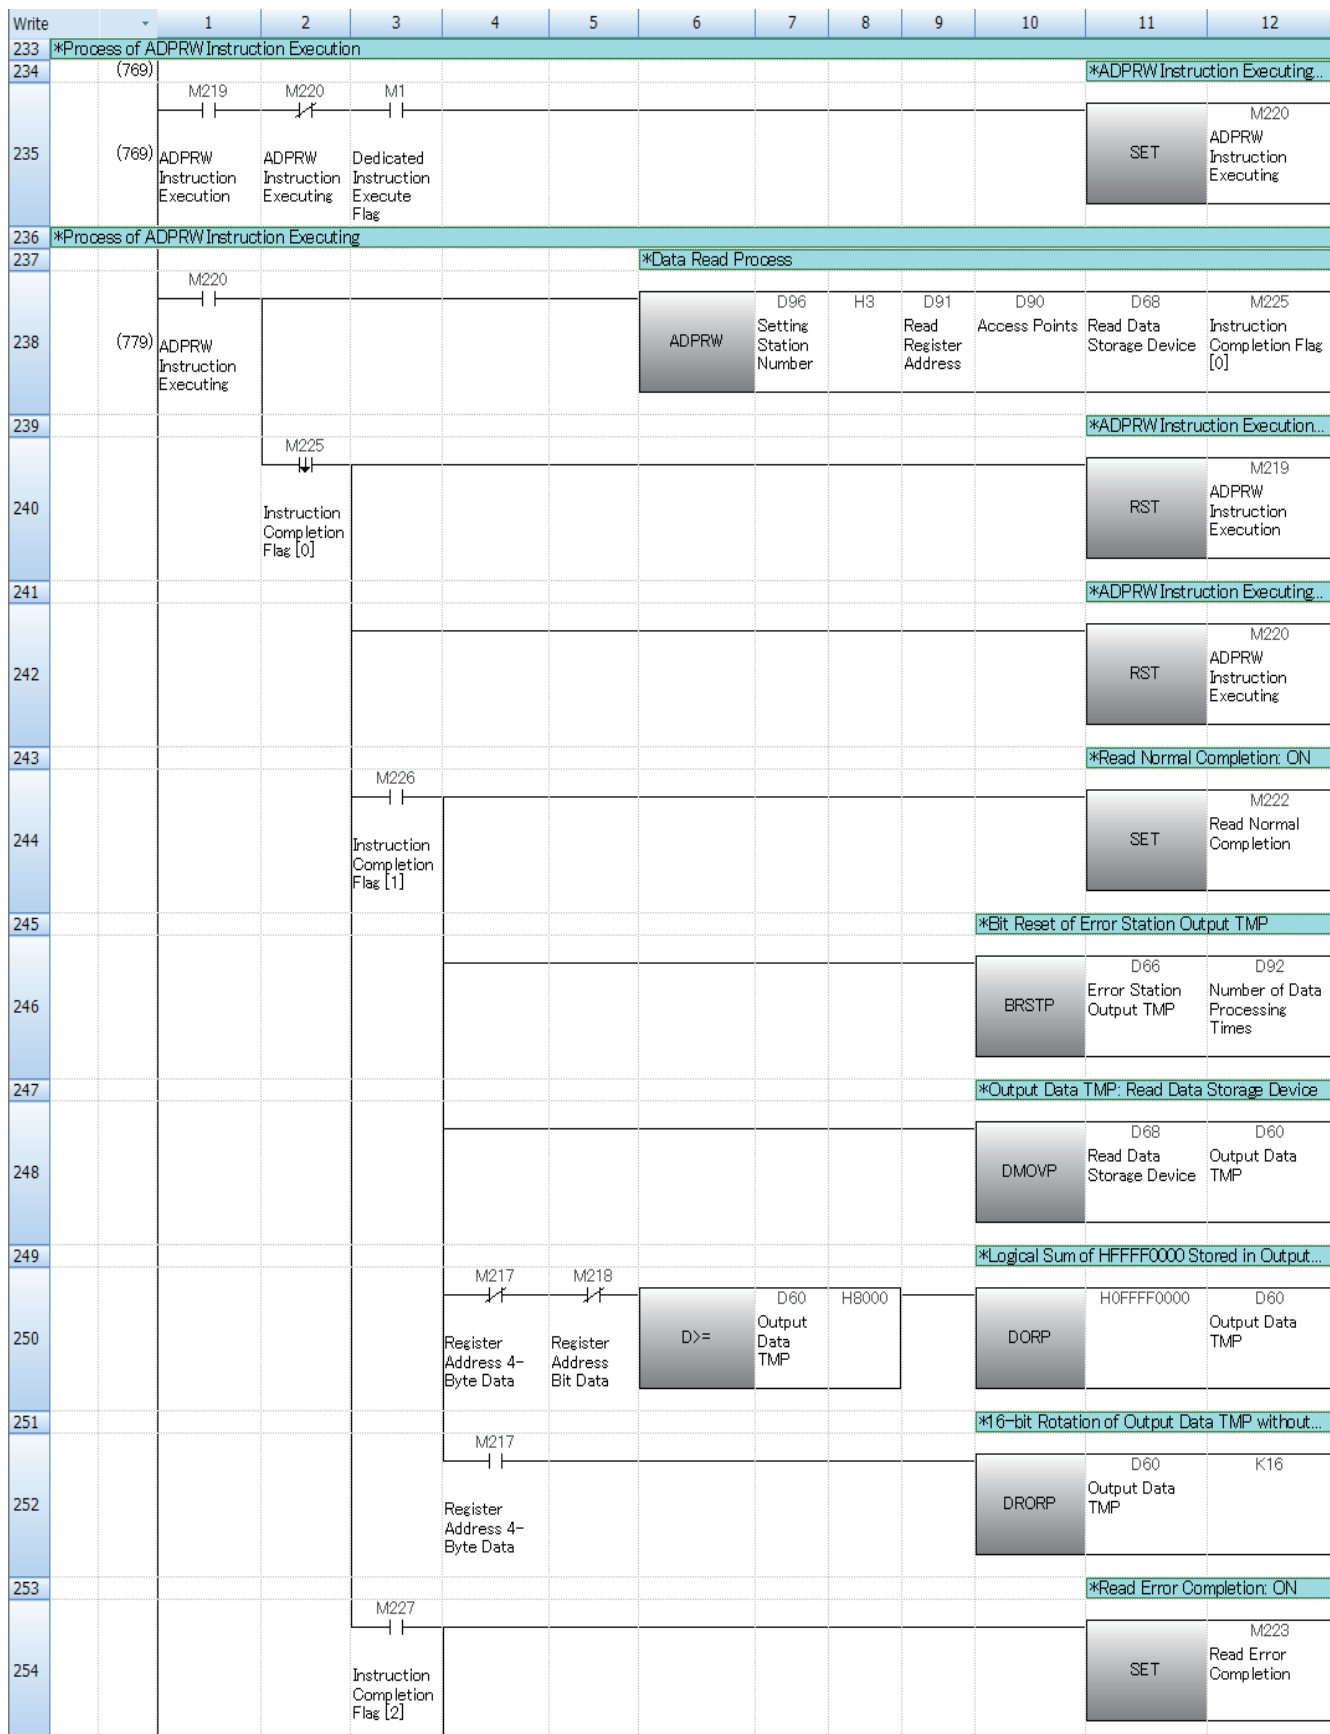 Write 1 2 3 4 5 6 7 8 9 10 11 12
233 *Process of ADPRW Instruction Execution
234 (769) *ADPRW Instruction Executing...
M219 M220 M1 M220
235 (769) SET
ADPRW ADPRW Dedicated ADPRW
Instruction Instruction Instruction Instruction
Execution Executing Execute Executing
Flag
236 *Process of ADPRW Instruction Executing
237 *Data Read Process
M220
D96 H3 D91 D90 D68 M225
238 (779) ADPRW
Setting Read Access Points Read Data Instruction
Station Register Storage Device Completion Flag
Number Address [0]
ADPRW
Instruction
Executing
239 *ADPRW Instruction Execution...
M225 M219
240 RST
Instruction ADPRW
Completion Instruction
Flag [0] Execution
241 *ADPRW Instruction Executing...
M220
242 RST
ADPRW
Instruction
Executing
243 *Read Normal Completion: ON
M226 M222
244 SET
Instruction Read Normal
Completion Completion
Flag [1]
245 *Bit Reset of Error Station Output TMP
D66 D92
246 BRSTP
Error Station Number of Data
Output TMP Processing
Times
247 *Output Data TMP: Read Data Storage Device
D68 D60
248 DMOVP
Read Data Output Data
Storage Device TMP
249 *Logical Sum of HFFFF0000 Stored in Output...
M217 M218 D60 H8000 H0FFFF0000 D60
250 D>= DORP
Register Register Output Output Data
Address 4- Address Data TMP
Byte Data Bit Data TMP
251 *16-bit Rotation of Output Data TMP without...
M217 D60 K16
252 DRORP
Register Output Data
Address 4- TMP
Byte Data
253 *Read Error Completion: ON
M227 M223
254 SET
Instruction Read Error
Completion Completion
Flag [2]